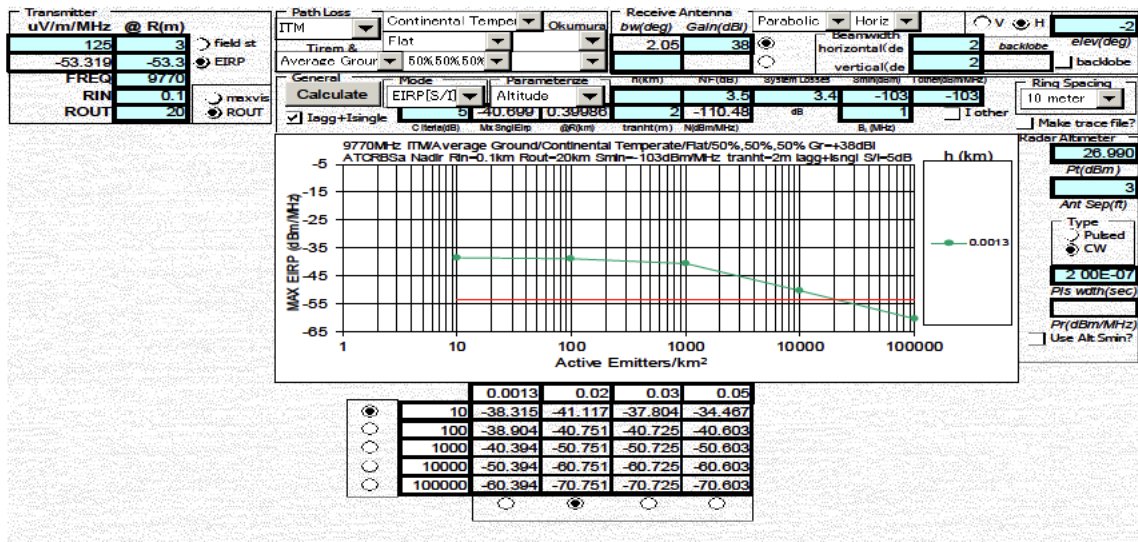 Transmitter
uV/m/MHz @ R(m)
125 3 field st
-53.319 -53.3 EIRP
FREQ 9770
RIN 0.1 maxvis
ROUT 20 ROUT
Path Loss
ITM Continental Temper Okumura
Flat
Tirem &
Average Groun 50%,50%,50%
Receive Antenna
bw(deg) Gain(dBi) Parabolic Horiz
2.05 38
Beamwidth
horizontal(de 2
vertical(de 2
V H -2
backlobe elev(deg)
backlobe
General
Calculate
Iagg+Isingle
Mode
EIRP[S/I]
Parameterize
Altitude
h(km) NF(dB) System Losses Smin(dBm) I other(dBm/MHz)
3.5 3.4 -103 -103
5 -40.699 0.39986 2 -110.48 dB 1 I other
C Iteria(dB) Mx SnglEirp @R(km) tranht(m) N(dBm/MHz) B, (MHz)
Ring Spacing
10 meter
Make trace file?
9770MHz ITM/Average Ground/Continental Temperate/Flat/50%,50%,50% Gr=+38dBi
ATCRBSa Nadir Rin=0.1km Rout=20km Smin=-103dBm/MHz tranht=2m Iagg+Isngl S/I=5dB
h (km)
0.0013
MAX EIRP (dBm/MHz)
-5
-15
-25
-35
-45
-55
-65
1 10 100 1000 10000 100000
Active Emitters/km²
Radar Altimeter
26.990
Pt(dBm)
3
Ant Sep(ft)
Type
Pulsed
CW
2.00E-07
Pls wdth(sec)
Pr(dBm/MHz)
Use Alt Smin?
0.0013 0.02 0.03 0.05
10 -38.315 -41.117 -37.804 -34.467
100 -38.904 -40.751 -40.725 -40.603
1000 -40.394 -50.751 -50.725 -50.603
10000 -50.394 -60.751 -60.725 -60.603
100000 -60.394 -70.751 -70.725 -70.603